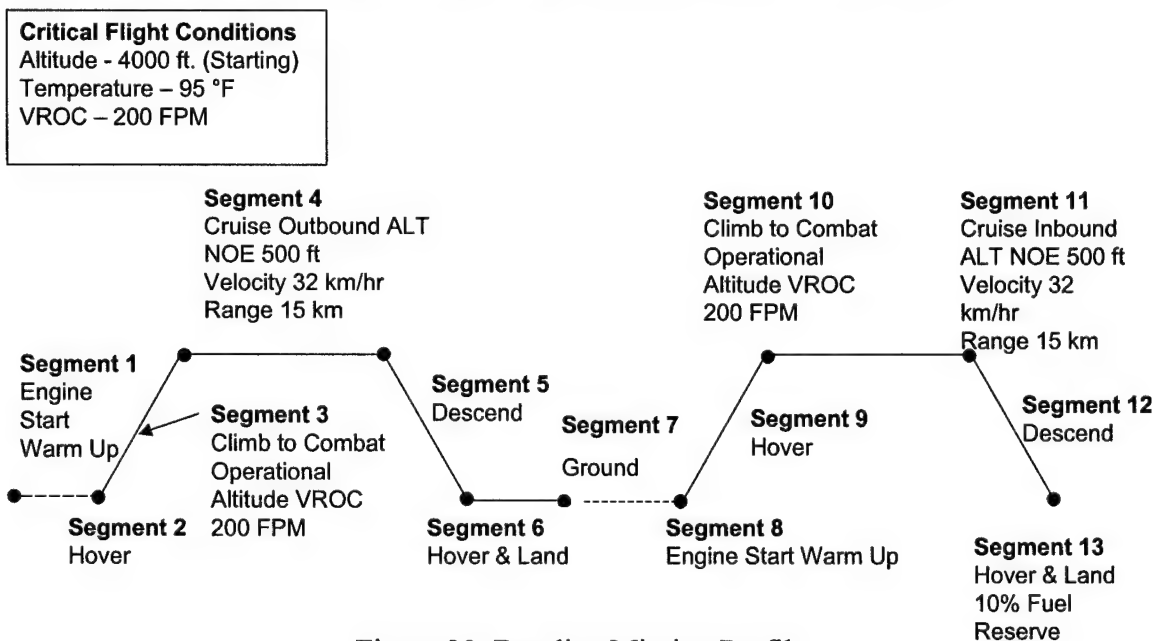 Critical Flight Conditions
Altitude - 4000 ft. (Starting)
Temperature – 95 °F
VROC – 200 FPM
Segment 4
Cruise Outbound ALT
NOE 500 ft
Velocity 32 km/hr
Range 15 km
Segment 10
Climb to Combat
Operational
Altitude VROC
200 FPM
Segment 11
Cruise Inbound
ALT NOE 500 ft
Velocity 32
km/hr
Range 15 km
Segment 1
Engine
Start
Warm Up
Segment 3
Climb to Combat
Operational
Altitude VROC
200 FPM
Segment 5
Descend
Segment 7
Ground
Segment 9
Hover
Segment 12
Descend
Segment 2
Hover
Segment 6
Hover & Land
Segment 8
Engine Start Warm Up
Segment 13
Hover & Land
10% Fuel
Reserve